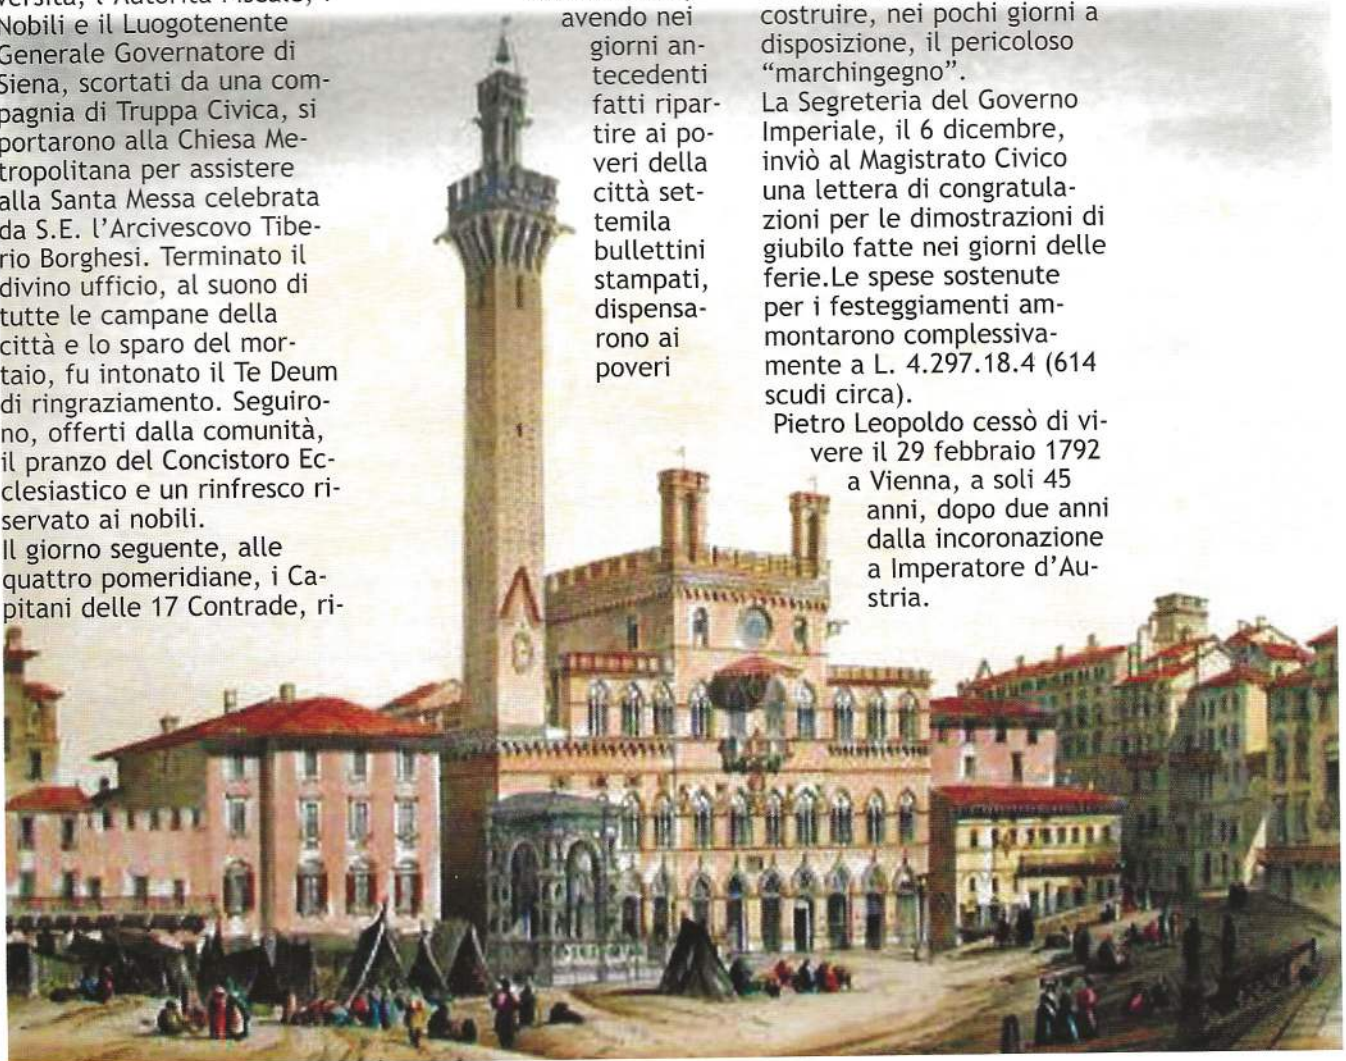 Nobili e il Luogotenente
Generale Governatore di
Siena, scortati da una com-
pagnia di Truppa Civica, si
portarono alla Chiesa Me-
tropolitana per assistere
alla Santa Messa celebrata
da S.E. l'Arcivescovo Tibe-
rio Borghesi. Terminato il
divino ufficio, al suono di
tutte le campane della
città e lo sparo del mor-
taio, fu intonato il Te Deum
di ringraziamento. Seguiro-
no, offerti dalla comunità,
il pranzo del Concistoro Ec-
clesiastico e un rinfresco ri-
servato ai nobili.
Il giorno seguente, alle
quattro pomeridiane, i Ca-
pitani delle 17 Contrade, ri-
avendo nei
giorni an-
tecedenti
fatti ripar-
tire ai po-
veri della
città set-
temila
bullettini
stampati,
dispensa-
rono ai
poveri
costruire, nei pochi giorni a
disposizione, il pericoloso
“marchingegno”.
La Segreteria del Governo
Imperiale, il 6 dicembre,
inviò al Magistrato Civico
una lettera di congratula-
zioni per le dimostrazioni di
giubilo fatte nei giorni delle
ferie.Le spese sostenute
per i festeggiamenti am-
montarono complessiva-
mente a L. 4.297.18.4 (614
scudi circa).
Pietro Leopoldo cessò di vi-
vere il 29 febbraio 1792
a Vienna, a soli 45
anni, dopo due anni
dalla incoronazione
a Imperatore d'Au-
stria.